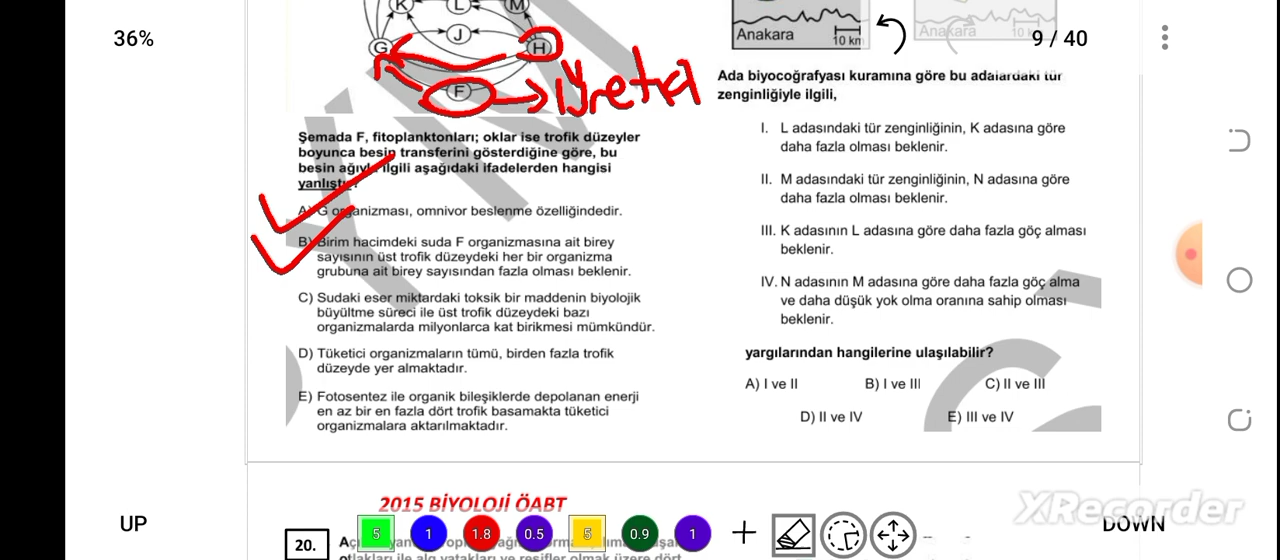 36%
9 / 40
K
L
M
J
G
H
F
üretici
Anakara
10 km
Anakara
10 k
Ada biyocoğrafyası kuramına göre bu adalardaki tür
zenginliğiyle ilgili,
I. L adasındaki tür zenginliğinin, K adasına göre
daha fazla olması beklenir.
II. M adasındaki tür zenginliğinin, N adasına göre
daha fazla olması beklenir.
III. K adasının L adasına göre daha fazla göç alması
beklenir.
IV. N adasının M adasına göre daha fazla göç alma
ve daha düşük yok olma oranına sahip olması
beklenir.
yargılarından hangilerine ulaşılabilir?
A) I ve II
B) I ve III
C) II ve III
D) II ve IV
E) III ve IV
Şemada F, fitoplanktonları; oklar ise trofik düzeyler
boyunca besin transferini gösterdiğine göre, bu
besin ağıyla ilgili aşağıdaki ifadelerden hangisi
yanlıştır?
A) G organizması, omnivor beslenme özelliğindedir.
B) Birim hacimdeki suda F organizmasına ait birey
sayısının üst trofik düzeydeki her bir organizma
grubuna ait birey sayısından fazla olması beklenir.
C) Sudaki eser miktardaki toksik bir maddenin biyolojik
büyültme süreci ile üst trofik düzeydeki bazı
organizmalarda milyonlarca kat birikmesi mümkündür.
D) Tüketici organizmaların tümü, birden fazla trofik
düzeyde yer almaktadır.
E) Fotosentez ile organik bileşiklerde depolanan enerji
en az bir en fazla dört trofik basamakta tüketici
organizmalara aktarılmaktadır.
2015 BİYOLOJİ ÖABT
20.
UP
5
1
1.8
0.5
5
0.9
1
XRecorder
DOWN